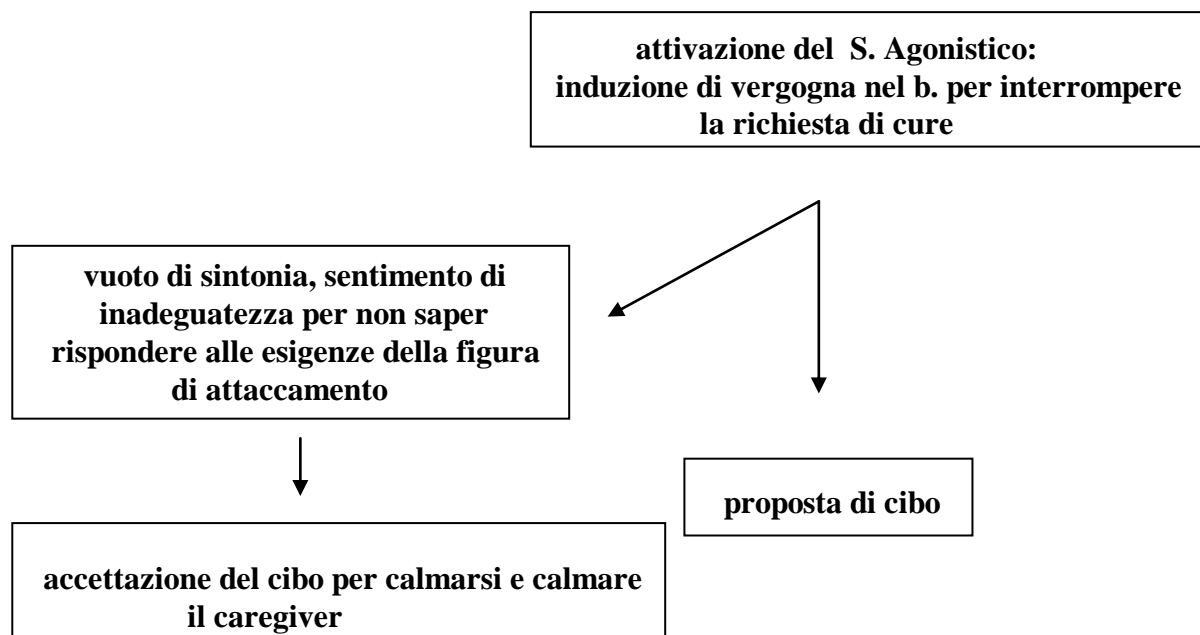 attivazione del S. Agonistico:
induzione di vergogna nel b. per interrompere
la richiesta di cure
vuoto di sintonia, sentimento di
inadeguatezza per non saper
rispondere alle esigenze della figura
di attaccamento
proposta di cibo
accettazione del cibo per calmarsi e calmare
il caregiver